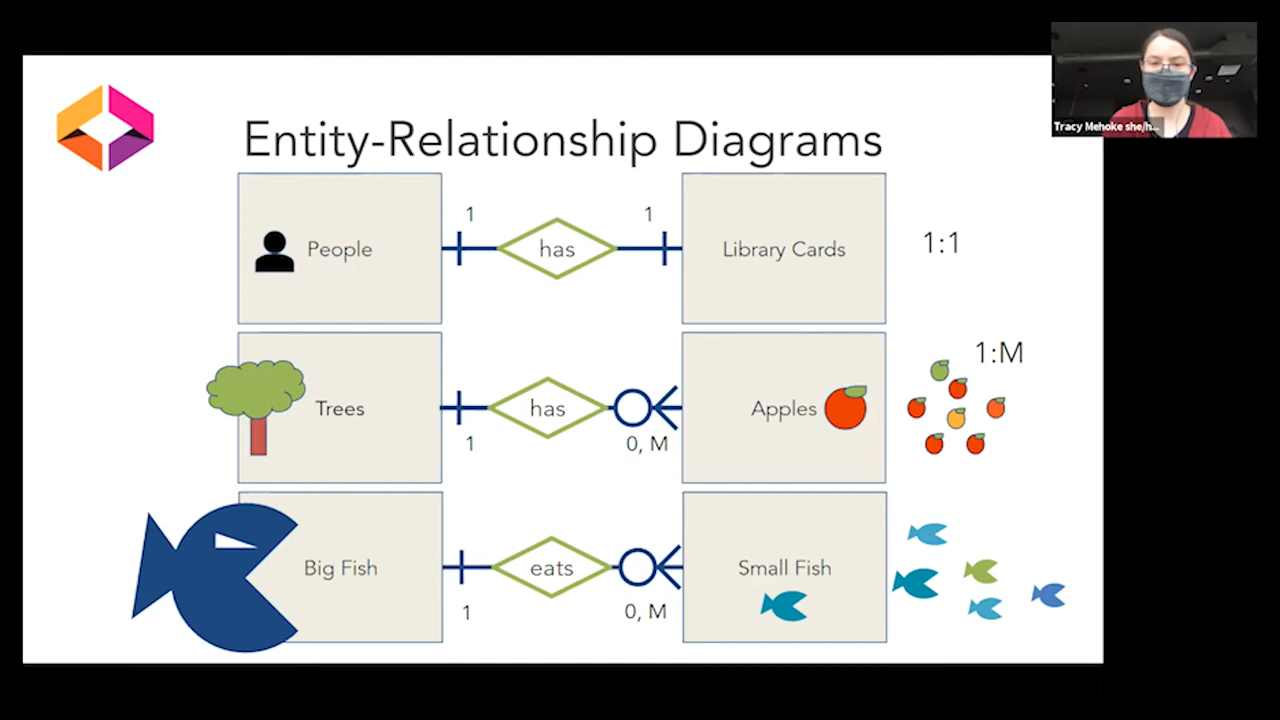 Tracy Mehoke she/h...
Entity-Relationship Diagrams
1 1
People has Library Cards 1:1
1:M
Trees has Apples
1 0, M
Big Fish eats Small Fish
1 0, M